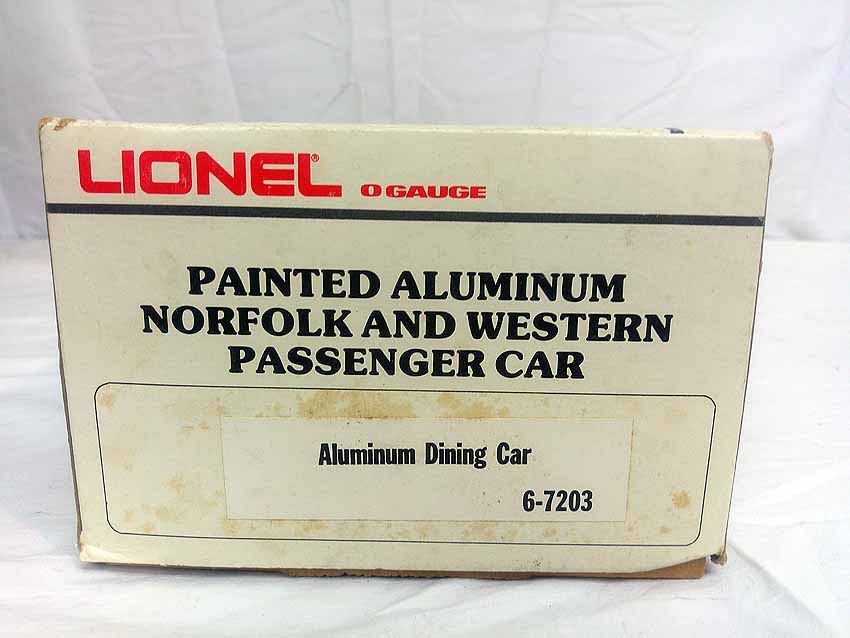 LIONEL® O GAUGE
PAINTED ALUMINUM
NORFOLK AND WESTERN
PASSENGER CAR
Aluminum Dining Car
6-7203